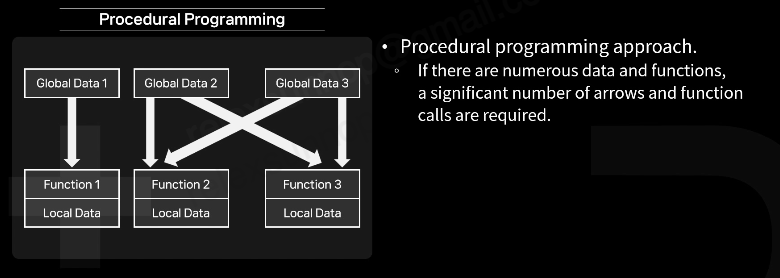 Procedural Programming
Global Data 1
Global Data 2
Global Data 3
Function 1
Local Data
Function 2
Local Data
Function 3
Local Data
• Procedural programming approach.
◦ If there are numerous data and functions,
a significant number of arrows and function
calls are required.